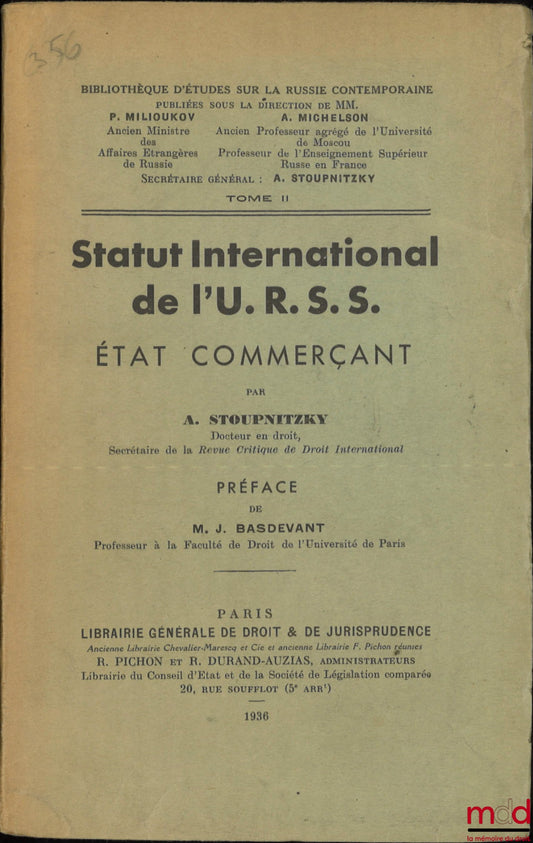 356
BIBLIOTHÈQUE D'ÉTUDES SUR LA RUSSIE CONTEMPORAINE
PUBLIÉES SOUS LA DIRECTION DE MM.
P. MILIOUKOV
Ancien Ministre
des
Affaires Etrangères
de Russie
A. MICHELSON
Ancien Professeur agrégé de l'Université
de Moscou
Professeur de l'Enseignement Supérieur
Russe en France
SECRÉTAIRE GÉNÉRAL : A. STOUPNITZKY
TOME II
Statut International
de l'U. R. S. S.
ÉTAT COMMERÇANT
PAR
A. STOUPNITZKY
Docteur en droit,
Secrétaire de la Revue Critique de Droit International
PRÉFACE
DE
M. J. BASDEVANT
Professeur à la Faculté de Droit de l'Université de Paris
PARIS
LIBRAIRIE GÉNÉRALE DE DROIT & DE JURISPRUDENCE
Ancienne Librairie Chevalier-Marescq et Cie et ancienne Librairie F. Pichon réunies
R. PICHON ET R. DURAND-AUZIAS, ADMINISTRATEURS
Librairie du Conseil d'Etat et de la Société de Législation comparée
20, RUE SOUFFLOT (5e ARRt)
1936
mdd
la mémoire du droit